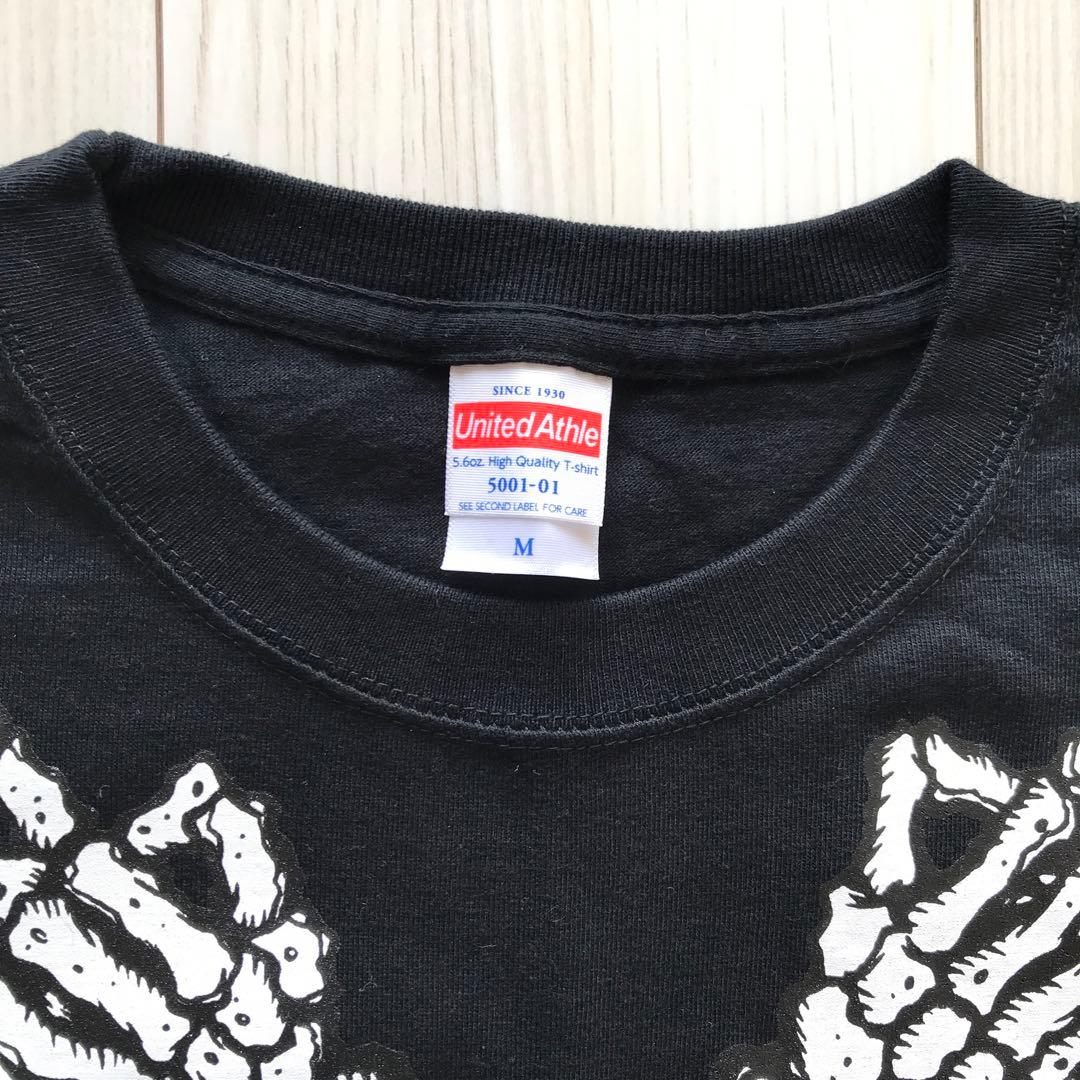 SINCE 1930
United Athle
5.6oz. High Quality T-shirt
5001-01
SEE SECOND LABEL FOR CARE
M